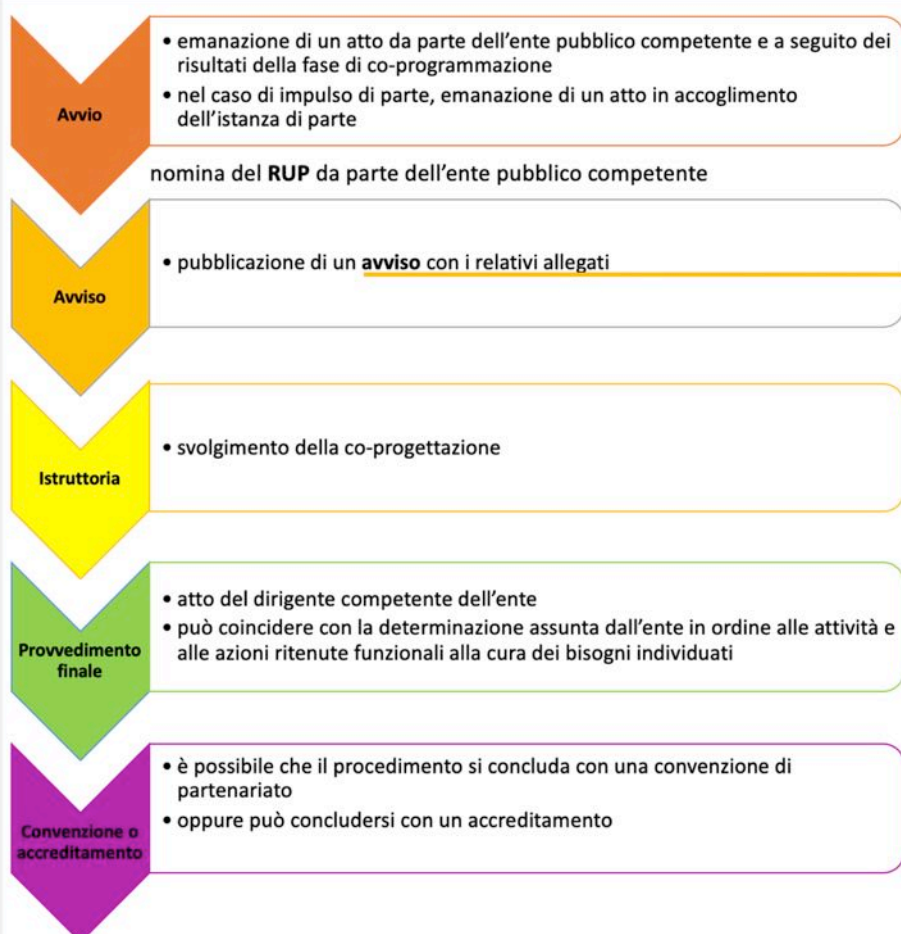 • emanazione di un atto da parte dell'ente pubblico competente e a seguito dei
risultati della fase di co-programmazione
• nel caso di impulso di parte, emanazione di un atto in accoglimento
dell'istanza di parte
Avvio
nomina del RUP da parte dell'ente pubblico competente
• pubblicazione di un avviso con i relativi allegati
Avviso
• svolgimento della co-progettazione
Istruttoria
• atto del dirigente competente dell'ente
• può coincidere con la determinazione assunta dall'ente in ordine alle attività e
alle azioni ritenute funzionali alla cura dei bisogni individuati
Provvedimento
finale
• è possibile che il procedimento si concluda con una convenzione di
partenariato
• oppure può concludersi con un accreditamento
Convenzione o
accreditamento